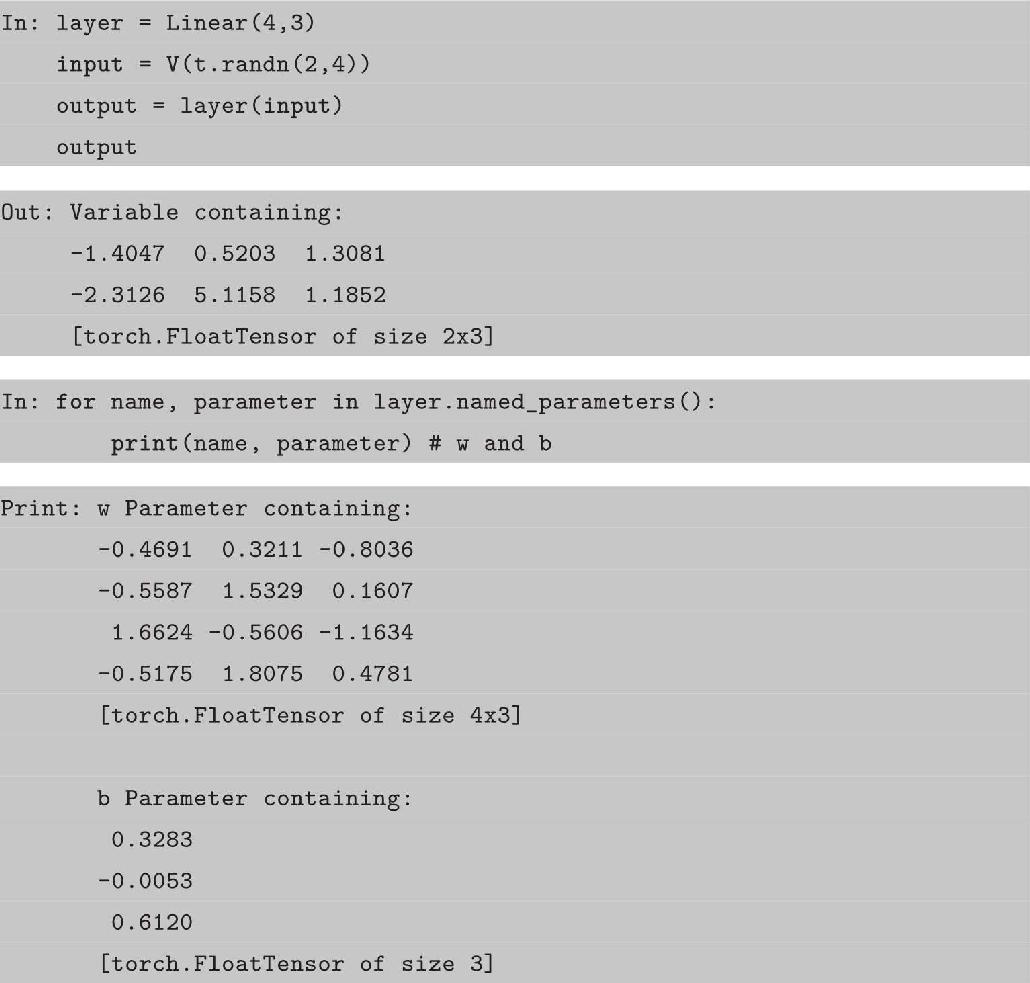 In: layer = Linear(4,3)
    input = V(t.randn(2,4))
    output = layer(input)
    output
Out: Variable containing:
     -1.4047  0.5203  1.3081
     -2.3126  5.1158  1.1852
     [torch.FloatTensor of size 2x3]
In: for name, parameter in layer.named_parameters():
        print(name, parameter) # w and b
Print: w Parameter containing:
       -0.4691  0.3211 -0.8036
       -0.5587  1.5329  0.1607
        1.6624 -0.5606 -1.1634
       -0.5175  1.8075  0.4781
       [torch.FloatTensor of size 4x3]
       b Parameter containing:
        0.3283
       -0.0053
        0.6120
       [torch.FloatTensor of size 3]